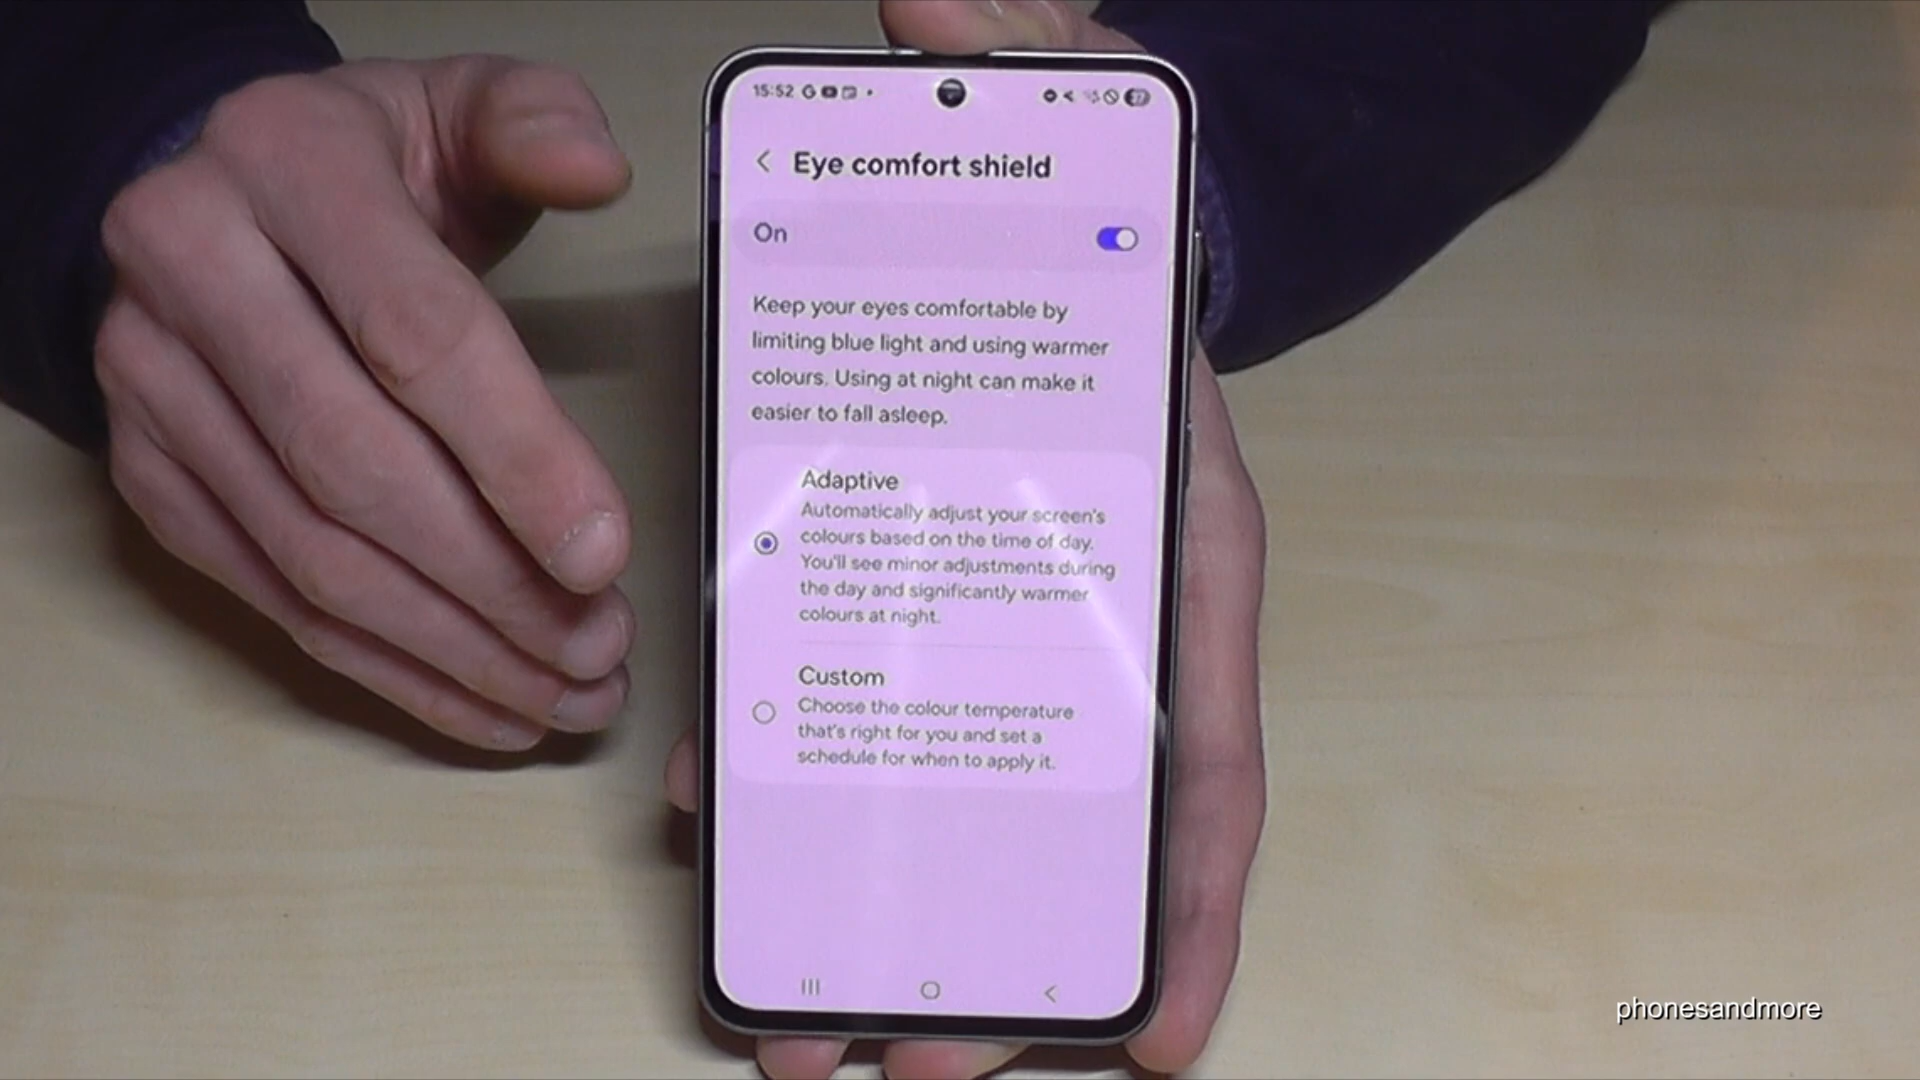 15:52
Eye comfort shield
On
Keep your eyes comfortable by
limiting blue light and using warmer
colours. Using at night can make it
easier to fall asleep.
Adaptive
Automatically adjust your screen's
colours based on the time of day.
You'll see minor adjustments during
the day and significantly warmer
colours at night.
Custom
Choose the colour temperature
that's right for you and set a
schedule for when to apply it.
phonesandmore